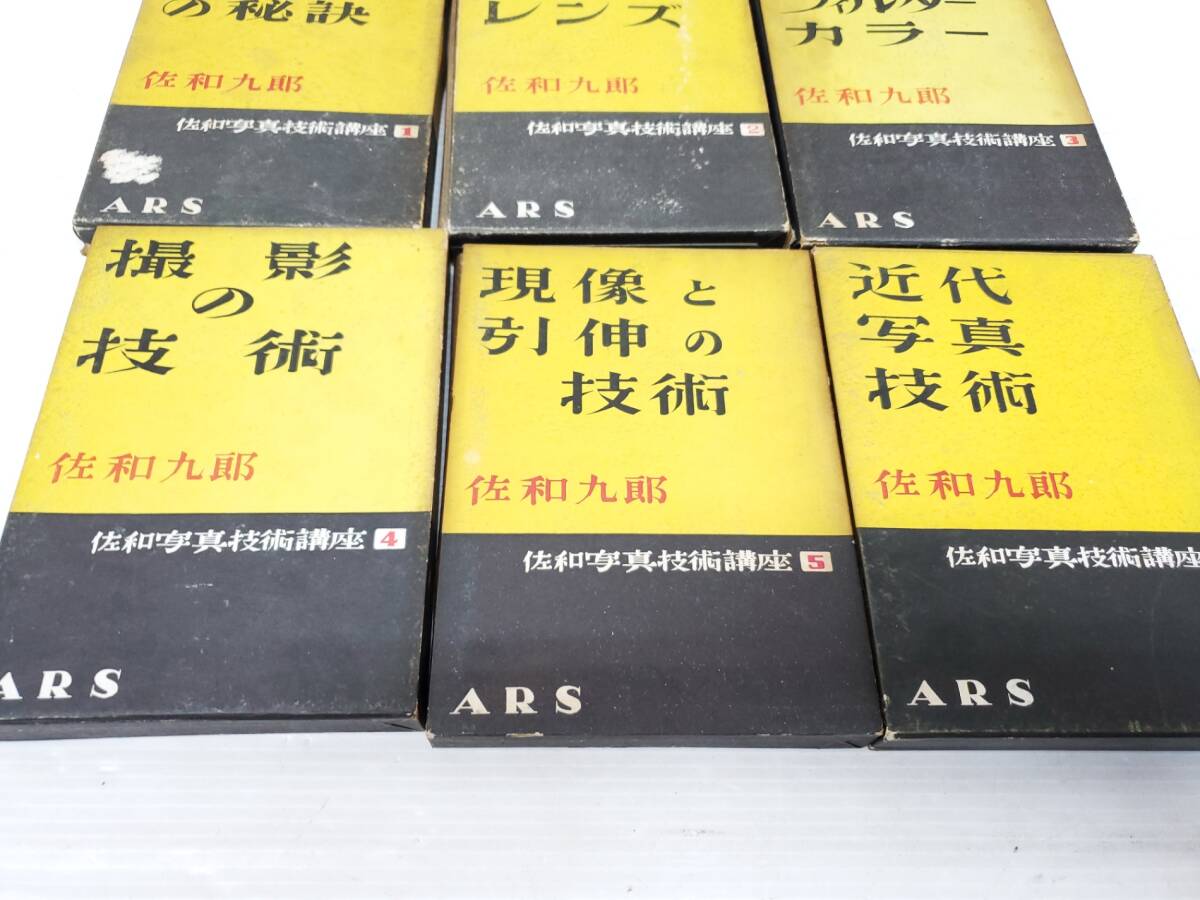 の秘訣
佐和九郎
佐和写真技術講座 1
ARS
レンズ
佐和九郎
佐和写真技術講座 2
ARS
フィルター
カラー
佐和九郎
佐和写真技術講座 3
ARS
撮影
の
技術
佐和九郎
佐和写真技術講座 4
ARS
現像と
引伸の
技術
佐和九郎
佐和写真技術講座 5
ARS
近代
写真
技術
佐和九郎
佐和写真技術講座
ARS